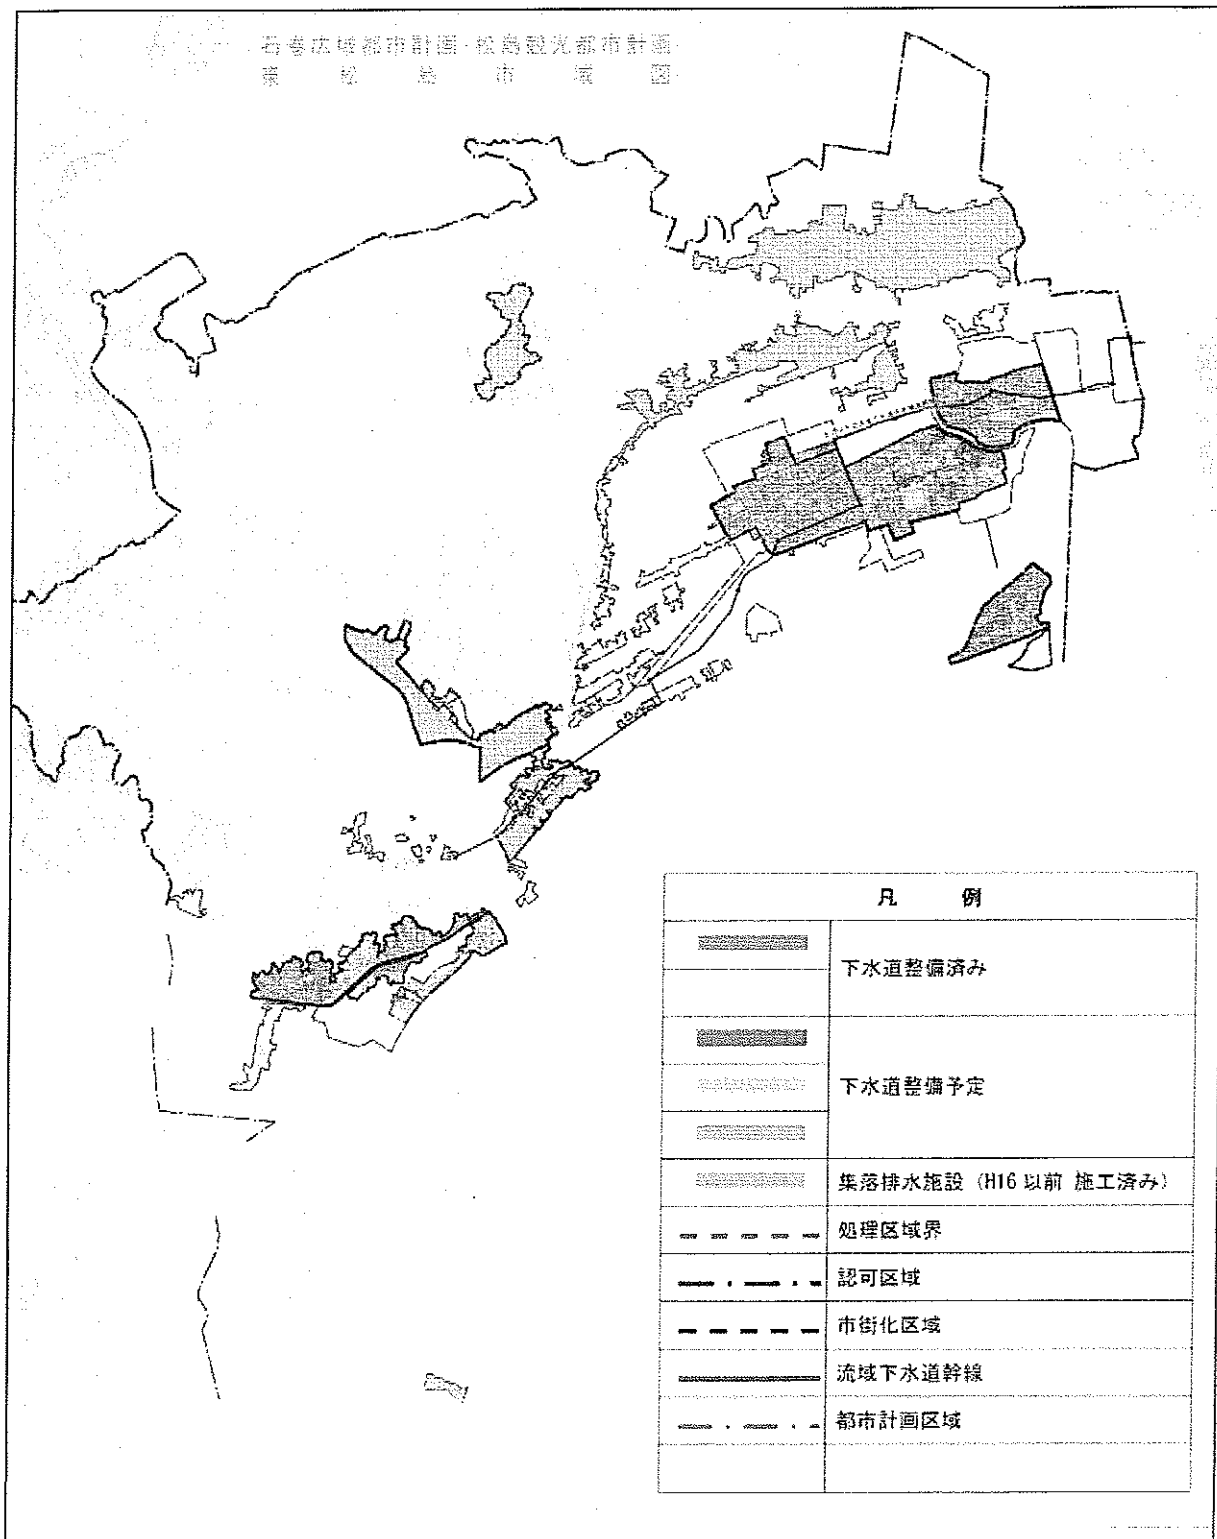 石巻広域都市計画・松島観光都市計画
東松島市域図
凡 例
下水道整備済み
下水道整備予定
集落排水施設（H16以前 施工済み）
処理区域界
認可区域
市街化区域
流域下水道幹線
都市計画区域